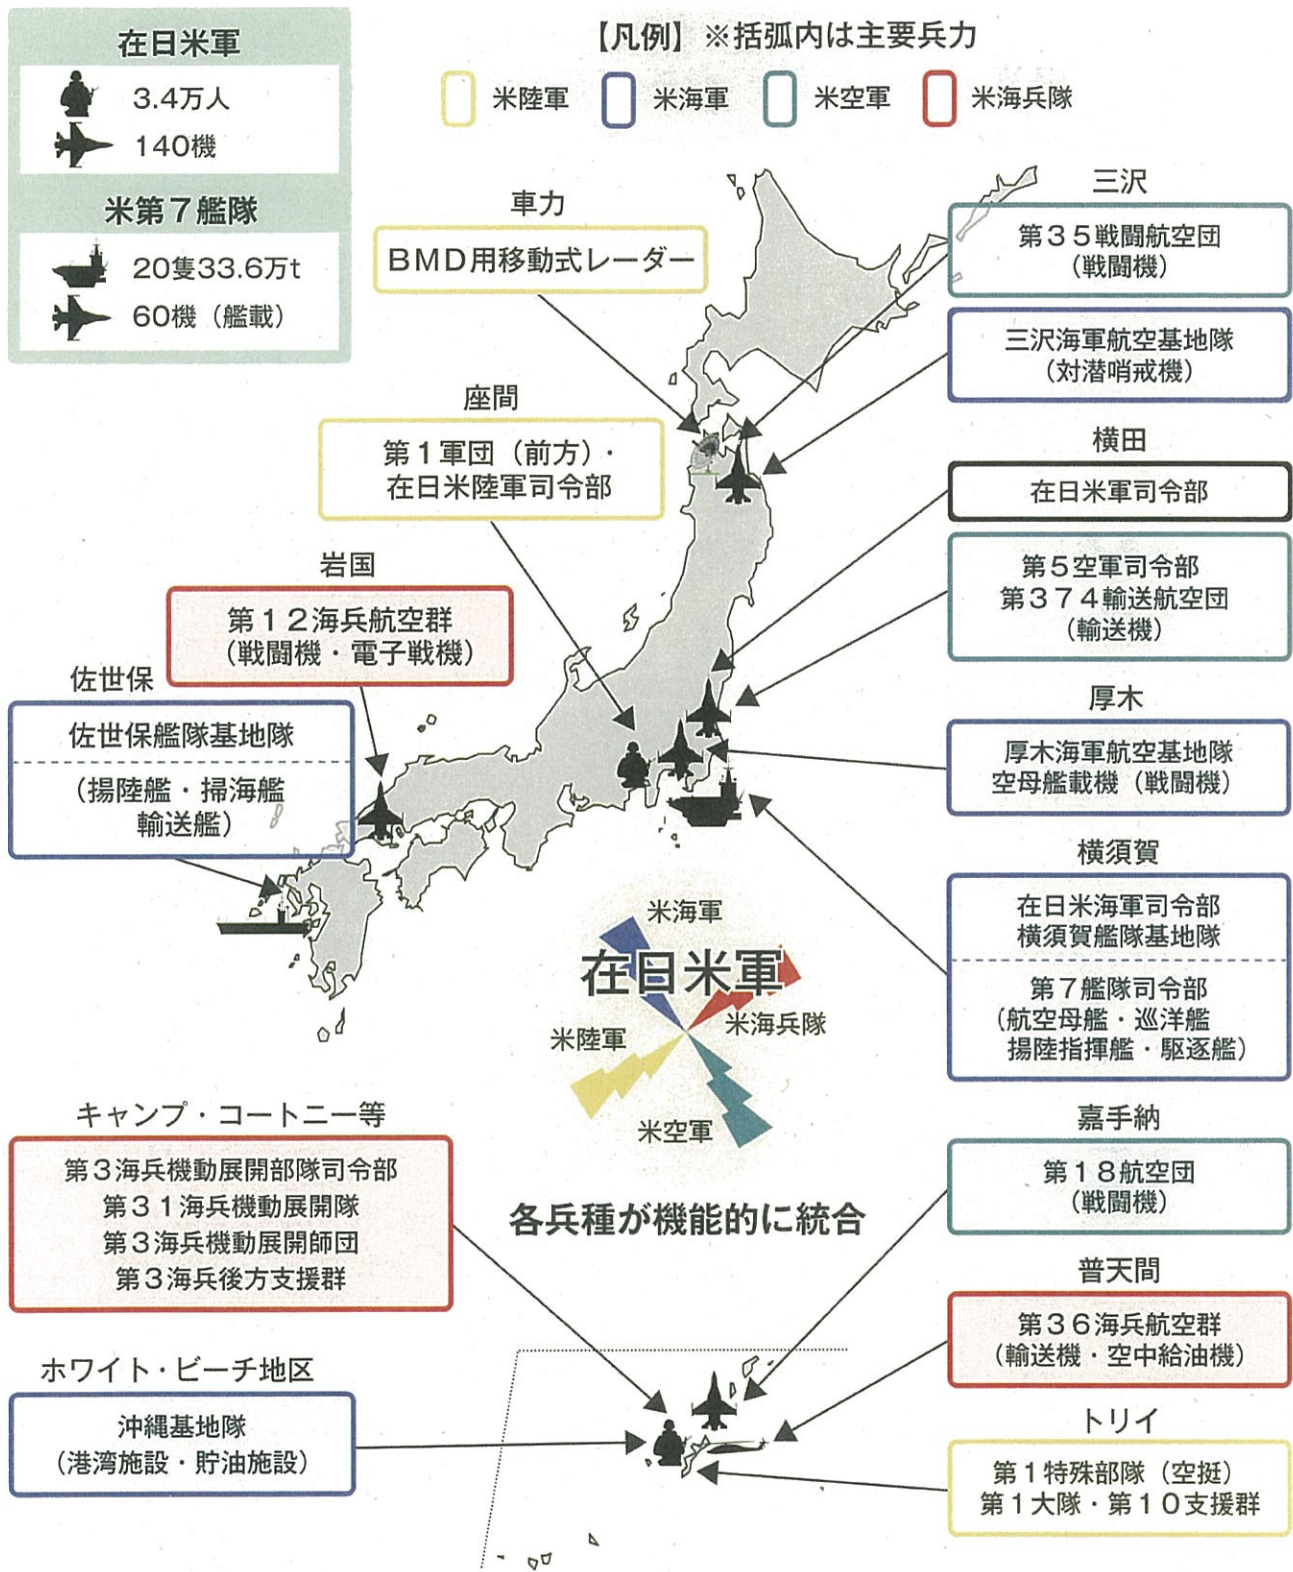 在日米軍
3.4万人
140機
米第7艦隊
20隻33.6万t
60機（艦載）
【凡例】※括弧内は主要兵力
米陸軍
米海軍
米空軍
米海兵隊
車力
BMD用移動式レーダー
座間
第1軍団（前方）・
在日米陸軍司令部
岩国
第12海兵航空群
（戦闘機・電子戦機）
佐世保
佐世保艦隊基地隊
（揚陸艦・掃海艦
輸送艦）
三沢
第35戦闘航空団
（戦闘機）
三沢海軍航空基地隊
（対潜哨戒機）
横田
在日米軍司令部
第5空軍司令部
第374輸送航空団
（輸送機）
厚木
厚木海軍航空基地隊
空母艦載機（戦闘機）
横須賀
在日米海軍司令部
横須賀艦隊基地隊
第7艦隊司令部
（航空母艦・巡洋艦
揚陸指揮艦・駆逐艦）
米海軍
在日米軍
米海兵隊
米陸軍
米空軍
各兵種が機能的に統合
キャンプ・コートニー等
第3海兵機動展開部隊司令部
第31海兵機動展開隊
第3海兵機動展開師団
第3海兵後方支援群
ホワイト・ビーチ地区
沖縄基地隊
（港湾施設・貯油施設）
嘉手納
第18航空団
（戦闘機）
普天間
第36海兵航空群
（輸送機・空中給油機）
トリイ
第1特殊部隊（空挺）
第1大隊・第10支援群